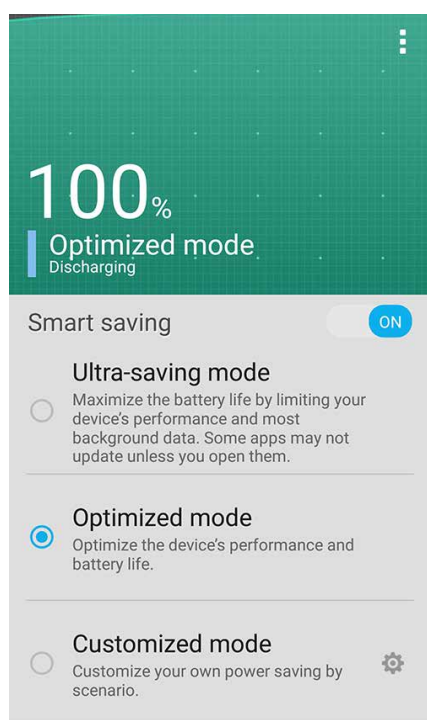 100%
Optimized mode
Discharging
Smart saving ON
Ultra-saving mode
Maximize the battery life by limiting your
device's performance and most
background data. Some apps may not
update unless you open them.
Optimized mode
Optimize the device's performance and
battery life.
Customized mode
Customize your own power saving by
scenario.